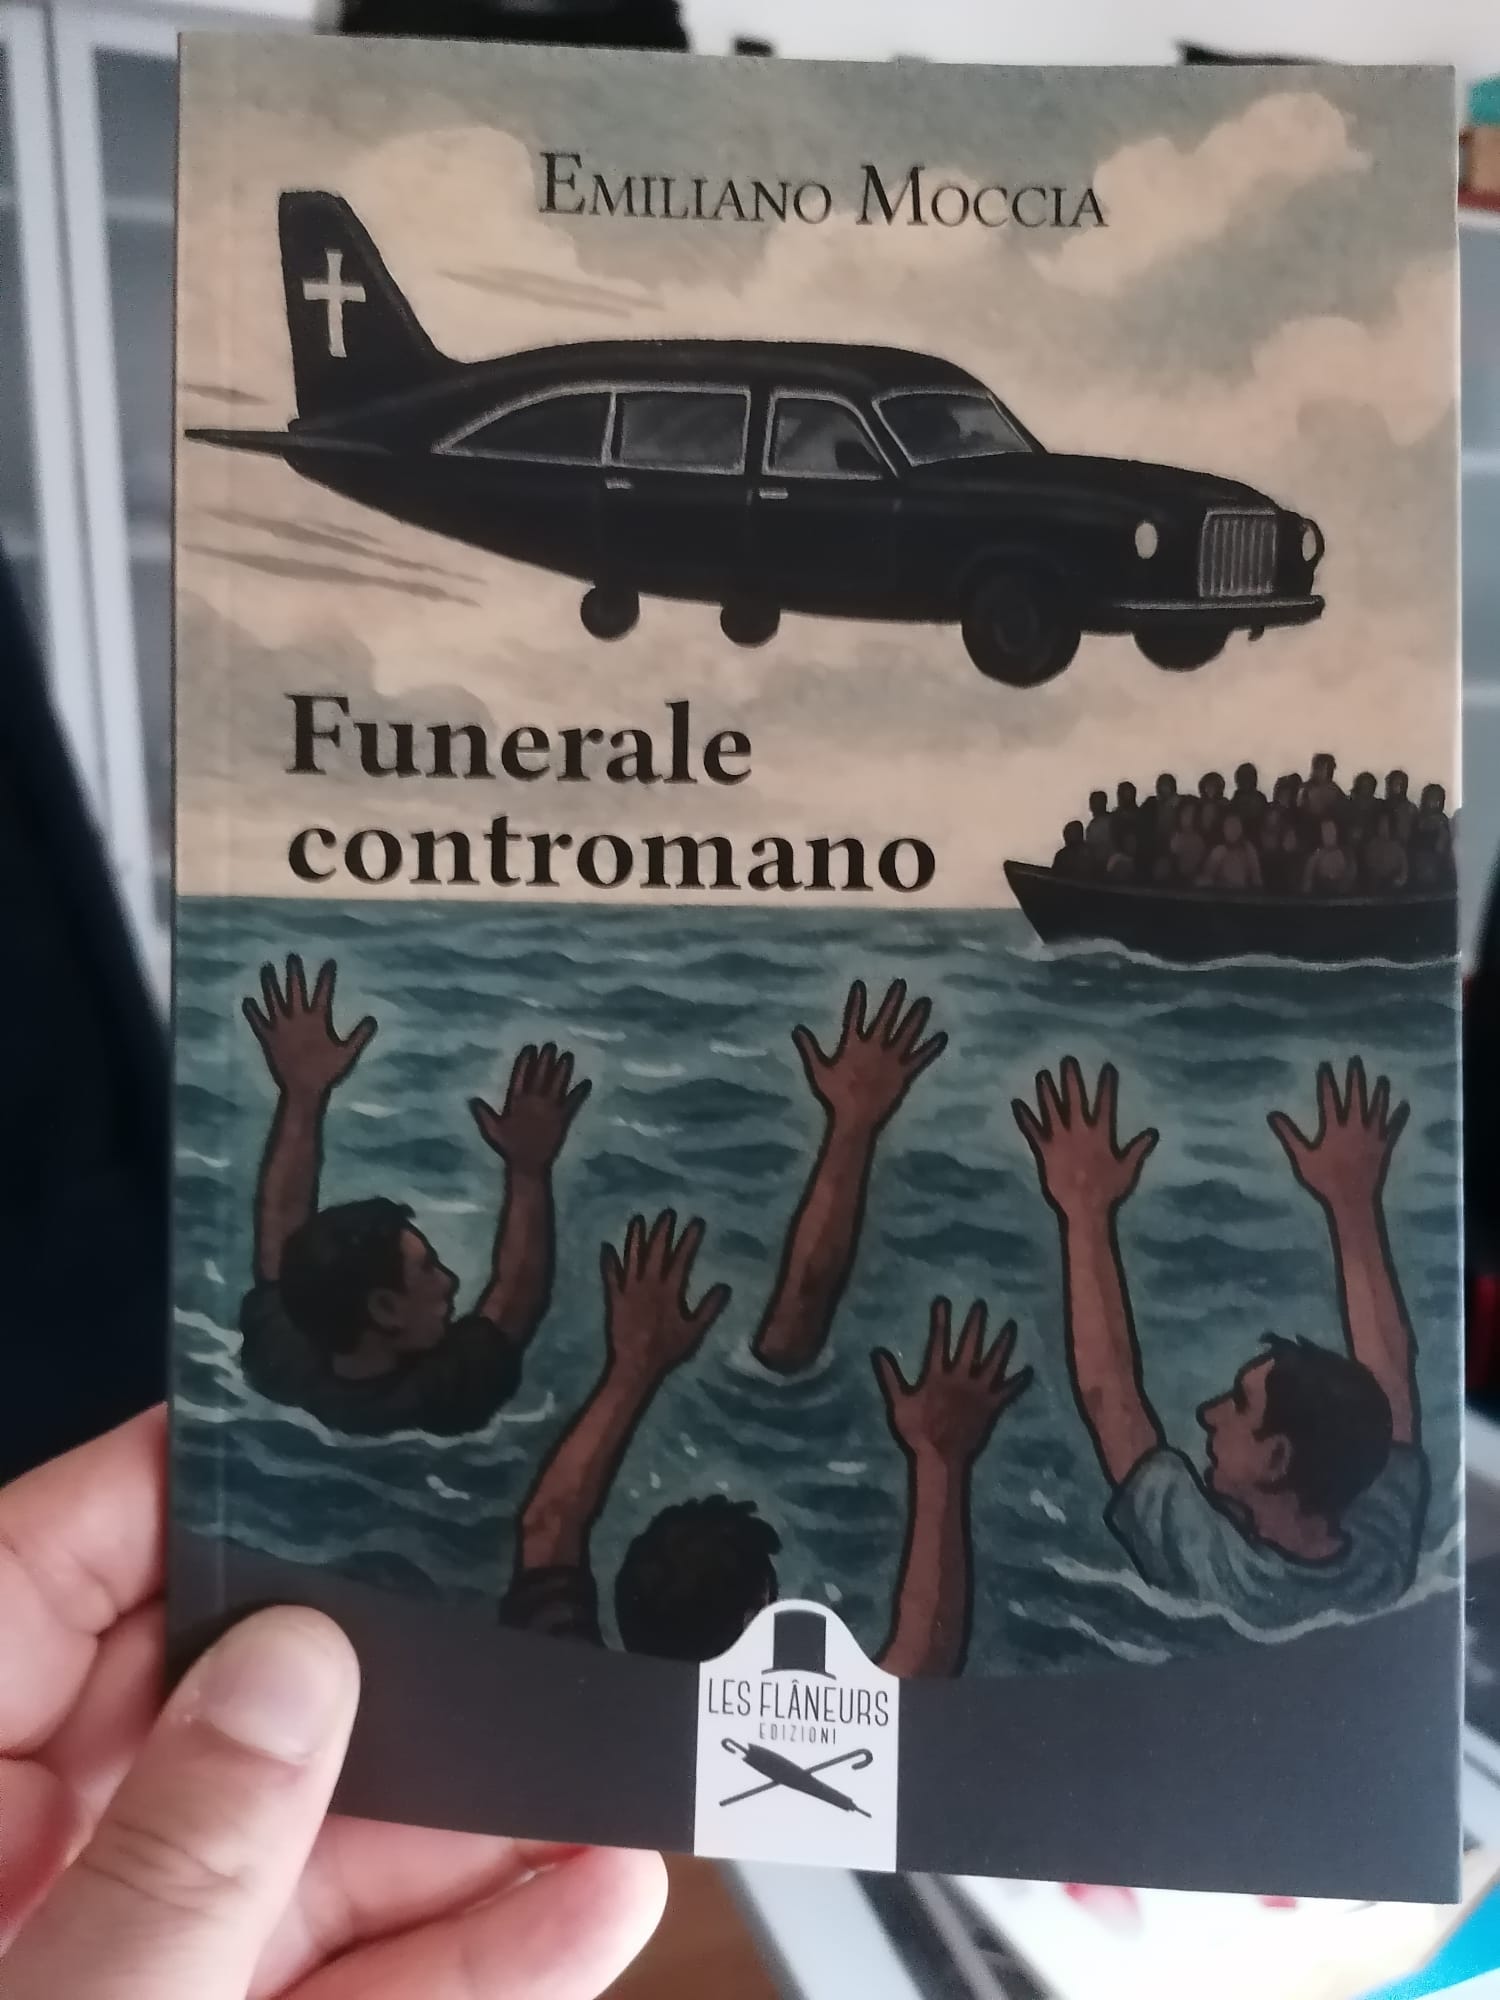 EMILIANO MOCCIA
Funerale
contromano
LES FLÂNEURS
EDIZIONI